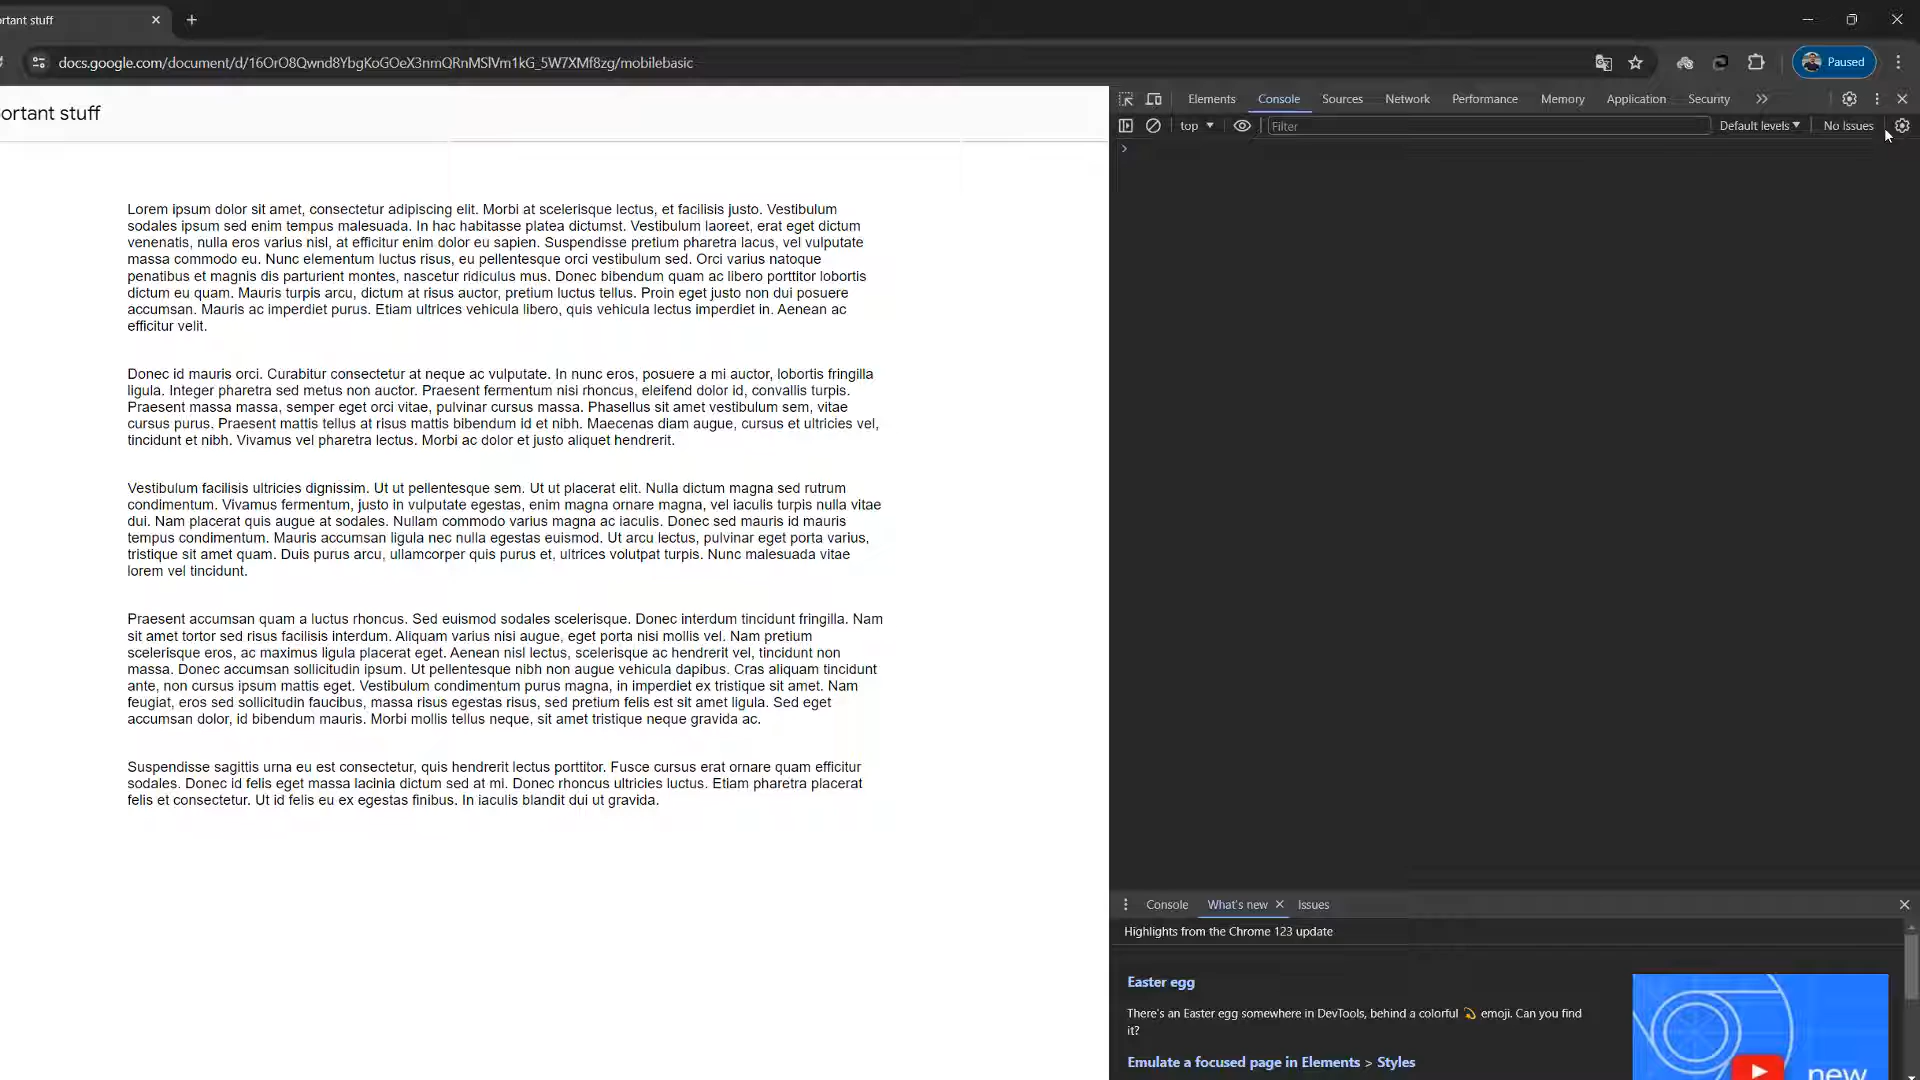 ortant stuff
docs.google.com/document/d/16OrO8Qwnd8YbgKoGOeX3nmQRnMSlVm1kG_5W7XMf8zg/mobilebasic
Paused
ortant stuff
Elements Console Sources Network Performance Memory Application Security
top Filter Default levels No Issues
Lorem ipsum dolor sit amet, consectetur adipiscing elit. Morbi at scelerisque lectus, et facilisis justo. Vestibulum
sodales ipsum sed enim tempus malesuada. In hac habitasse platea dictumst. Vestibulum laoreet, erat eget dictum
venenatis, nulla eros varius nisl, at efficitur enim dolor eu sapien. Suspendisse pretium pharetra lacus, vel vulputate
massa commodo eu. Nunc elementum luctus risus, eu pellentesque orci vestibulum sed. Orci varius natoque
penatibus et magnis dis parturient montes, nascetur ridiculus mus. Donec bibendum quam ac libero porttitor lobortis
dictum eu quam. Mauris turpis arcu, dictum at risus auctor, pretium luctus tellus. Proin eget justo non dui posuere
accumsan. Mauris ac imperdiet purus. Etiam ultrices vehicula libero, quis vehicula lectus imperdiet in. Aenean ac
efficitur velit.
Donec id mauris orci. Curabitur consectetur at neque ac vulputate. In nunc eros, posuere a mi auctor, lobortis fringilla
ligula. Integer pharetra sed metus non auctor. Praesent fermentum nisi rhoncus, eleifend dolor id, convallis turpis.
Praesent massa massa, semper eget orci vitae, pulvinar cursus massa. Phasellus sit amet vestibulum sem, vitae
cursus purus. Praesent mattis tellus at risus mattis bibendum id et nibh. Maecenas diam augue, cursus et ultricies vel,
tincidunt et nibh. Vivamus vel pharetra lectus. Morbi ac dolor et justo aliquet hendrerit.
Vestibulum facilisis ultricies dignissim. Ut ut pellentesque sem. Ut ut placerat elit. Nulla dictum magna sed rutrum
condimentum. Vivamus fermentum, justo in vulputate egestas, enim magna ornare magna, vel iaculis turpis nulla vitae
dui. Nam placerat quis augue at sodales. Nullam commodo varius magna ac iaculis. Donec sed mauris id mauris
tempus condimentum. Mauris accumsan ligula nec nulla egestas euismod. Ut arcu lectus, pulvinar eget porta varius,
tristique sit amet quam. Duis purus arcu, ullamcorper quis purus et, ultrices volutpat turpis. Nunc malesuada vitae
lorem vel tincidunt.
Praesent accumsan quam a luctus rhoncus. Sed euismod sodales scelerisque. Donec interdum tincidunt fringilla. Nam
sit amet tortor sed risus facilisis interdum. Aliquam varius nisi augue, eget porta nisi mollis vel. Nam pretium
scelerisque eros, ac maximus ligula placerat eget. Aenean nisl lectus, scelerisque ac hendrerit vel, tincidunt non
massa. Donec accumsan sollicitudin ipsum. Ut pellentesque nibh non augue vehicula dapibus. Cras aliquam tincidunt
ante, non cursus ipsum mattis eget. Vestibulum condimentum purus magna, in imperdiet ex tristique sit amet. Nam
feugiat, eros sed sollicitudin faucibus, massa risus egestas risus, sed pretium felis est sit amet ligula. Sed eget
accumsan dolor, id bibendum mauris. Morbi mollis tellus neque, sit amet tristique neque gravida ac.
Suspendisse sagittis urna eu est consectetur, quis hendrerit lectus porttitor. Fusce cursus erat ornare quam efficitur
sodales. Donec id felis eget massa lacinia dictum sed at mi. Donec rhoncus ultricies luctus. Etiam pharetra placerat
felis et consectetur. Ut id felis eu ex egestas finibus. In iaculis blandit dui ut gravida.
Console What's new Issues
Highlights from the Chrome 123 update
Easter egg
There's an Easter egg somewhere in DevTools, behind a colorful 💫 emoji. Can you find
it?
Emulate a focused page in Elements > Styles
new